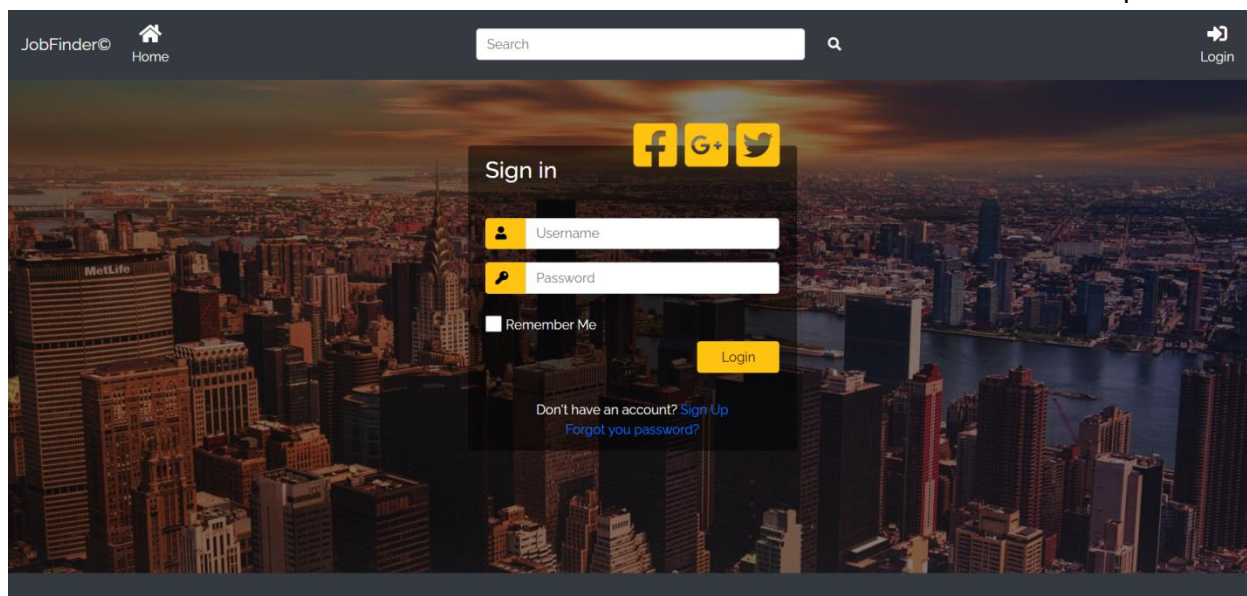 JobFinder©
Home
Search
Login
Sign in
G+
Username
MetLife
Password
Remember Me
Login
Don't have an account? Sign Up
Forgot you password?